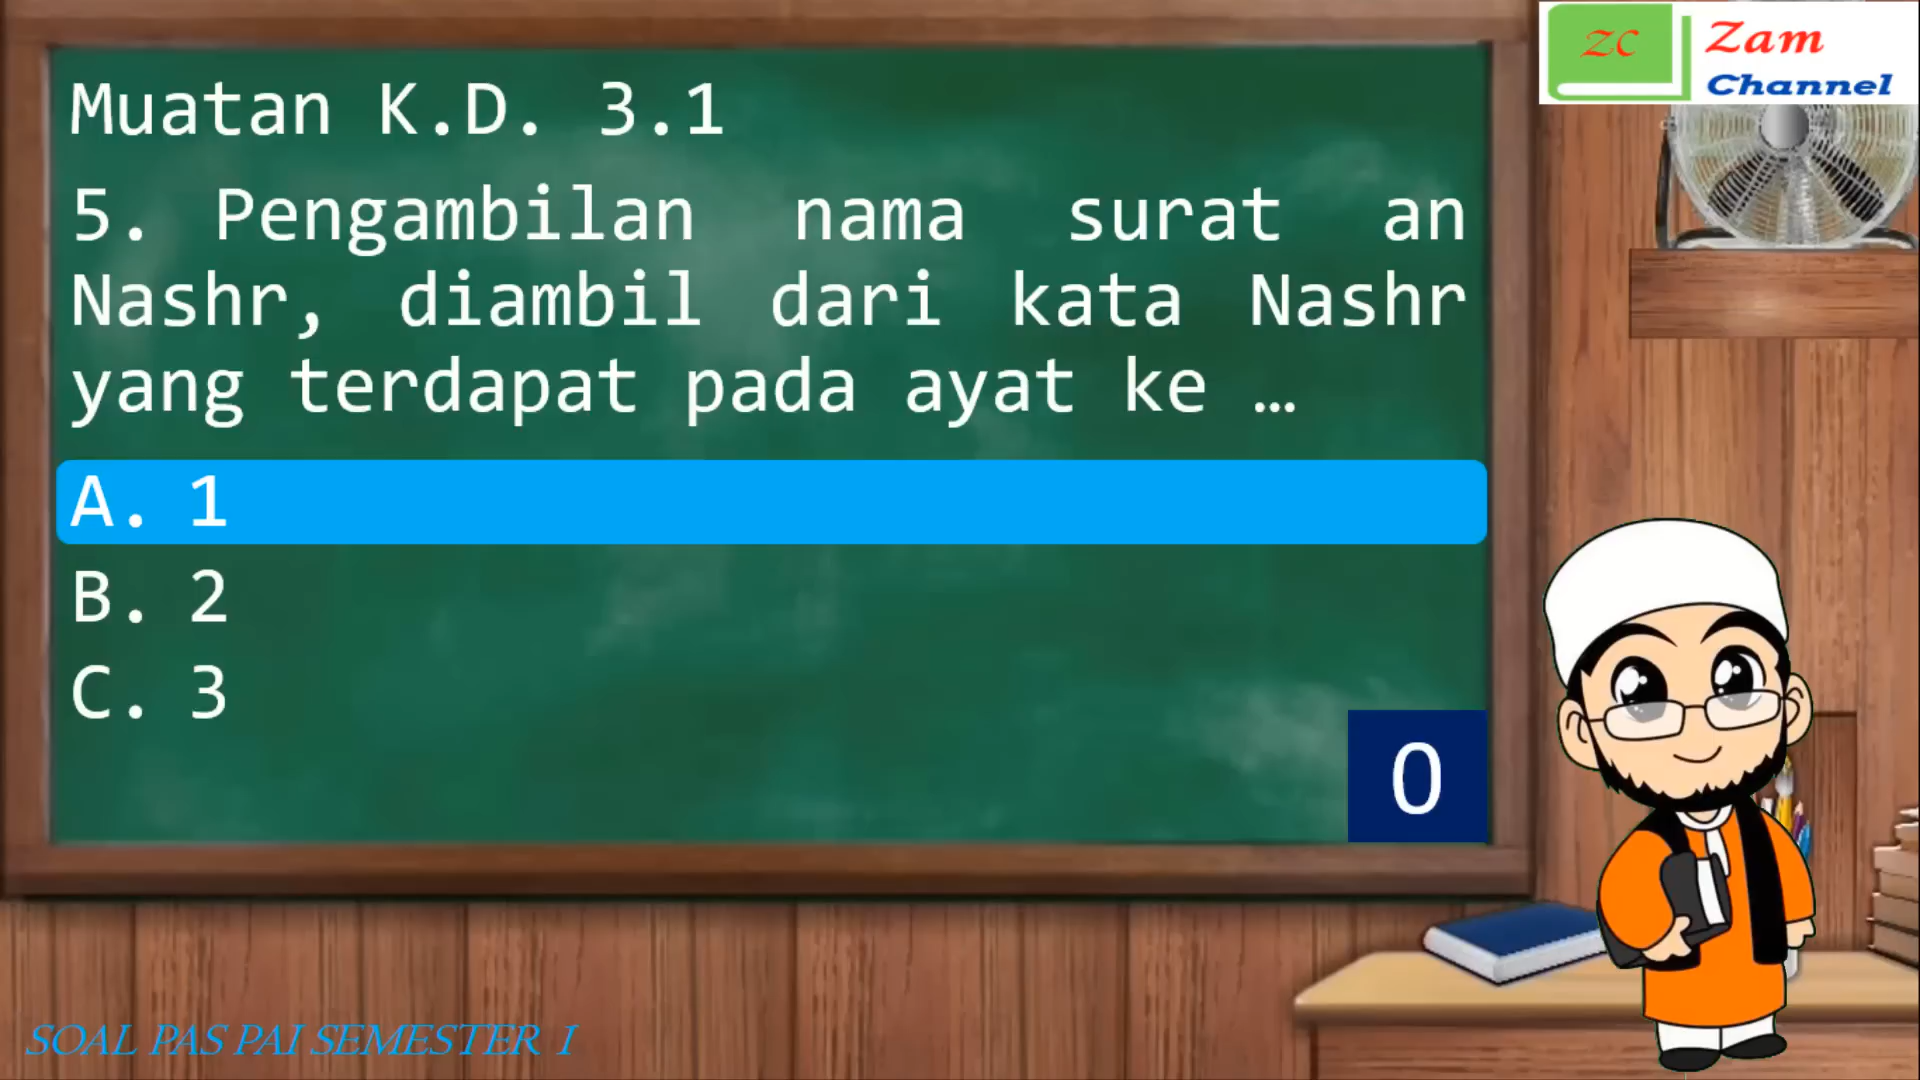 ZC
Zam
Channel
Muatan K.D. 3.1
5. Pengambilan nama surat an
Nashr, diambil dari kata Nashr
yang terdapat pada ayat ke …
A. 1
B. 2
C. 3
0
SOAL PAS PAI SEMESTER I